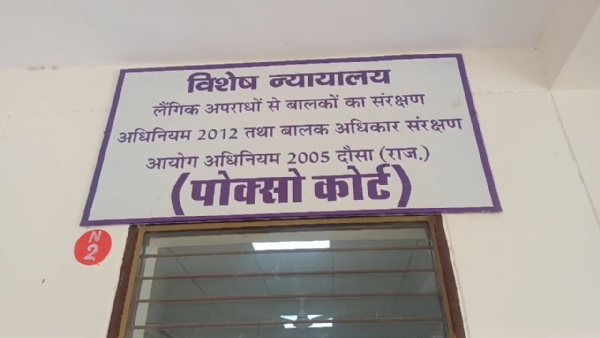 विशेष न्यायालय
लैंगिक अपराधों से बालकों का संरक्षण
अधिनियम 2012 तथा बालक अधिकार संरक्षण
आयोग अधिनियम 2005 दौसा (राज.)
(पोक्सो कोर्ट)
N
2